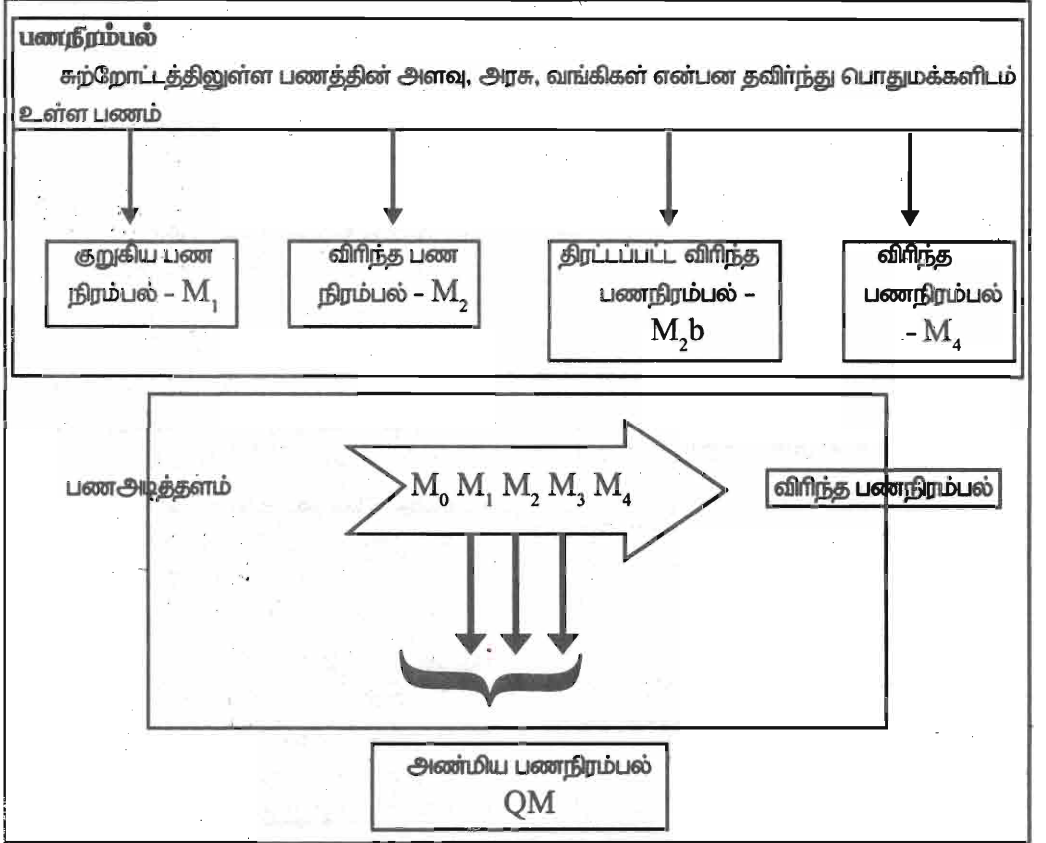 பணநிரம்பல்
சுற்றோட்டத்திலுள்ள பணத்தின் அளவு, அரசு, வங்கிகள் என்பன தவிர்ந்து பொதுமக்களிடம்
உள்ள பணம்
குறுகிய பண
நிரம்பல் - M₁
விரிந்த பண
நிரம்பல் - M₂
திரட்டப்பட்ட விரிந்த
பணநிரம்பல் -
M₂b
விரிந்த
பணநிரம்பல்
- M₄
பணஅடித்தளம்
M₀ M₁ M₂ M₃ M₄
விரிந்த பணநிரம்பல்
அண்மிய பணநிரம்பல்
QM